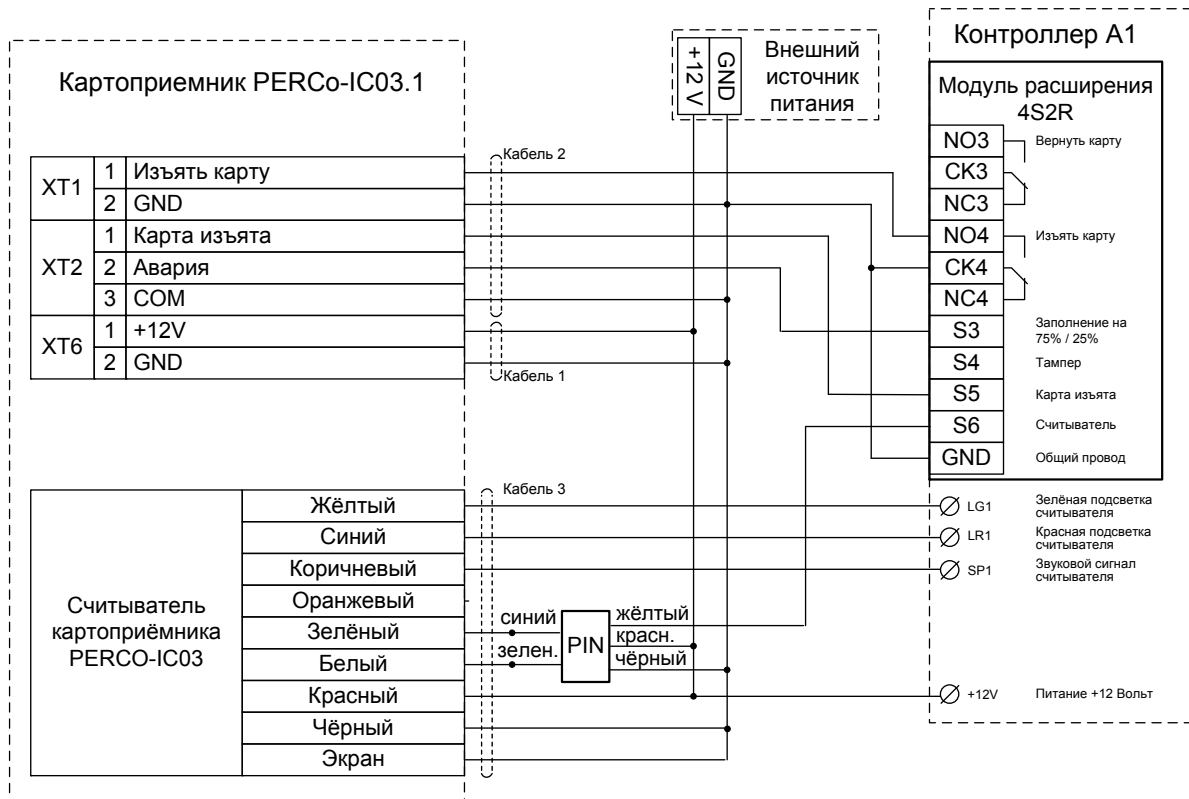 Картоприемник PERCo-IC03.1
XT1
1 Изъять карту
2 GND
XT2
1 Карта изъята
2 Авария
3 COM
XT6
1 +12V
2 GND
Кабель 2
Кабель 1
+12 V
GND
Внешний
источник
питания
Контроллер А1
Модуль расширения
4S2R
NO3 Вернуть карту
CK3
NC3
NO4 Изъять карту
CK4
NC4
S3 Заполнение на
75% / 25%
S4 Тампер
S5 Карта изъята
S6 Считыватель
GND Общий провод
Считыватель
картоприёмника
PERCO-IC03
Жёлтый
Синий
Коричневый
Оранжевый
Зелёный
Белый
Красный
Чёрный
Экран
Кабель 3
синий
зелен.
PIN
жёлтый
красн.
чёрный
LG1 Зелёная подсветка
считывателя
LR1 Красная подсветка
считывателя
SP1 Звуковой сигнал
считывателя
+12V Питание +12 Вольт